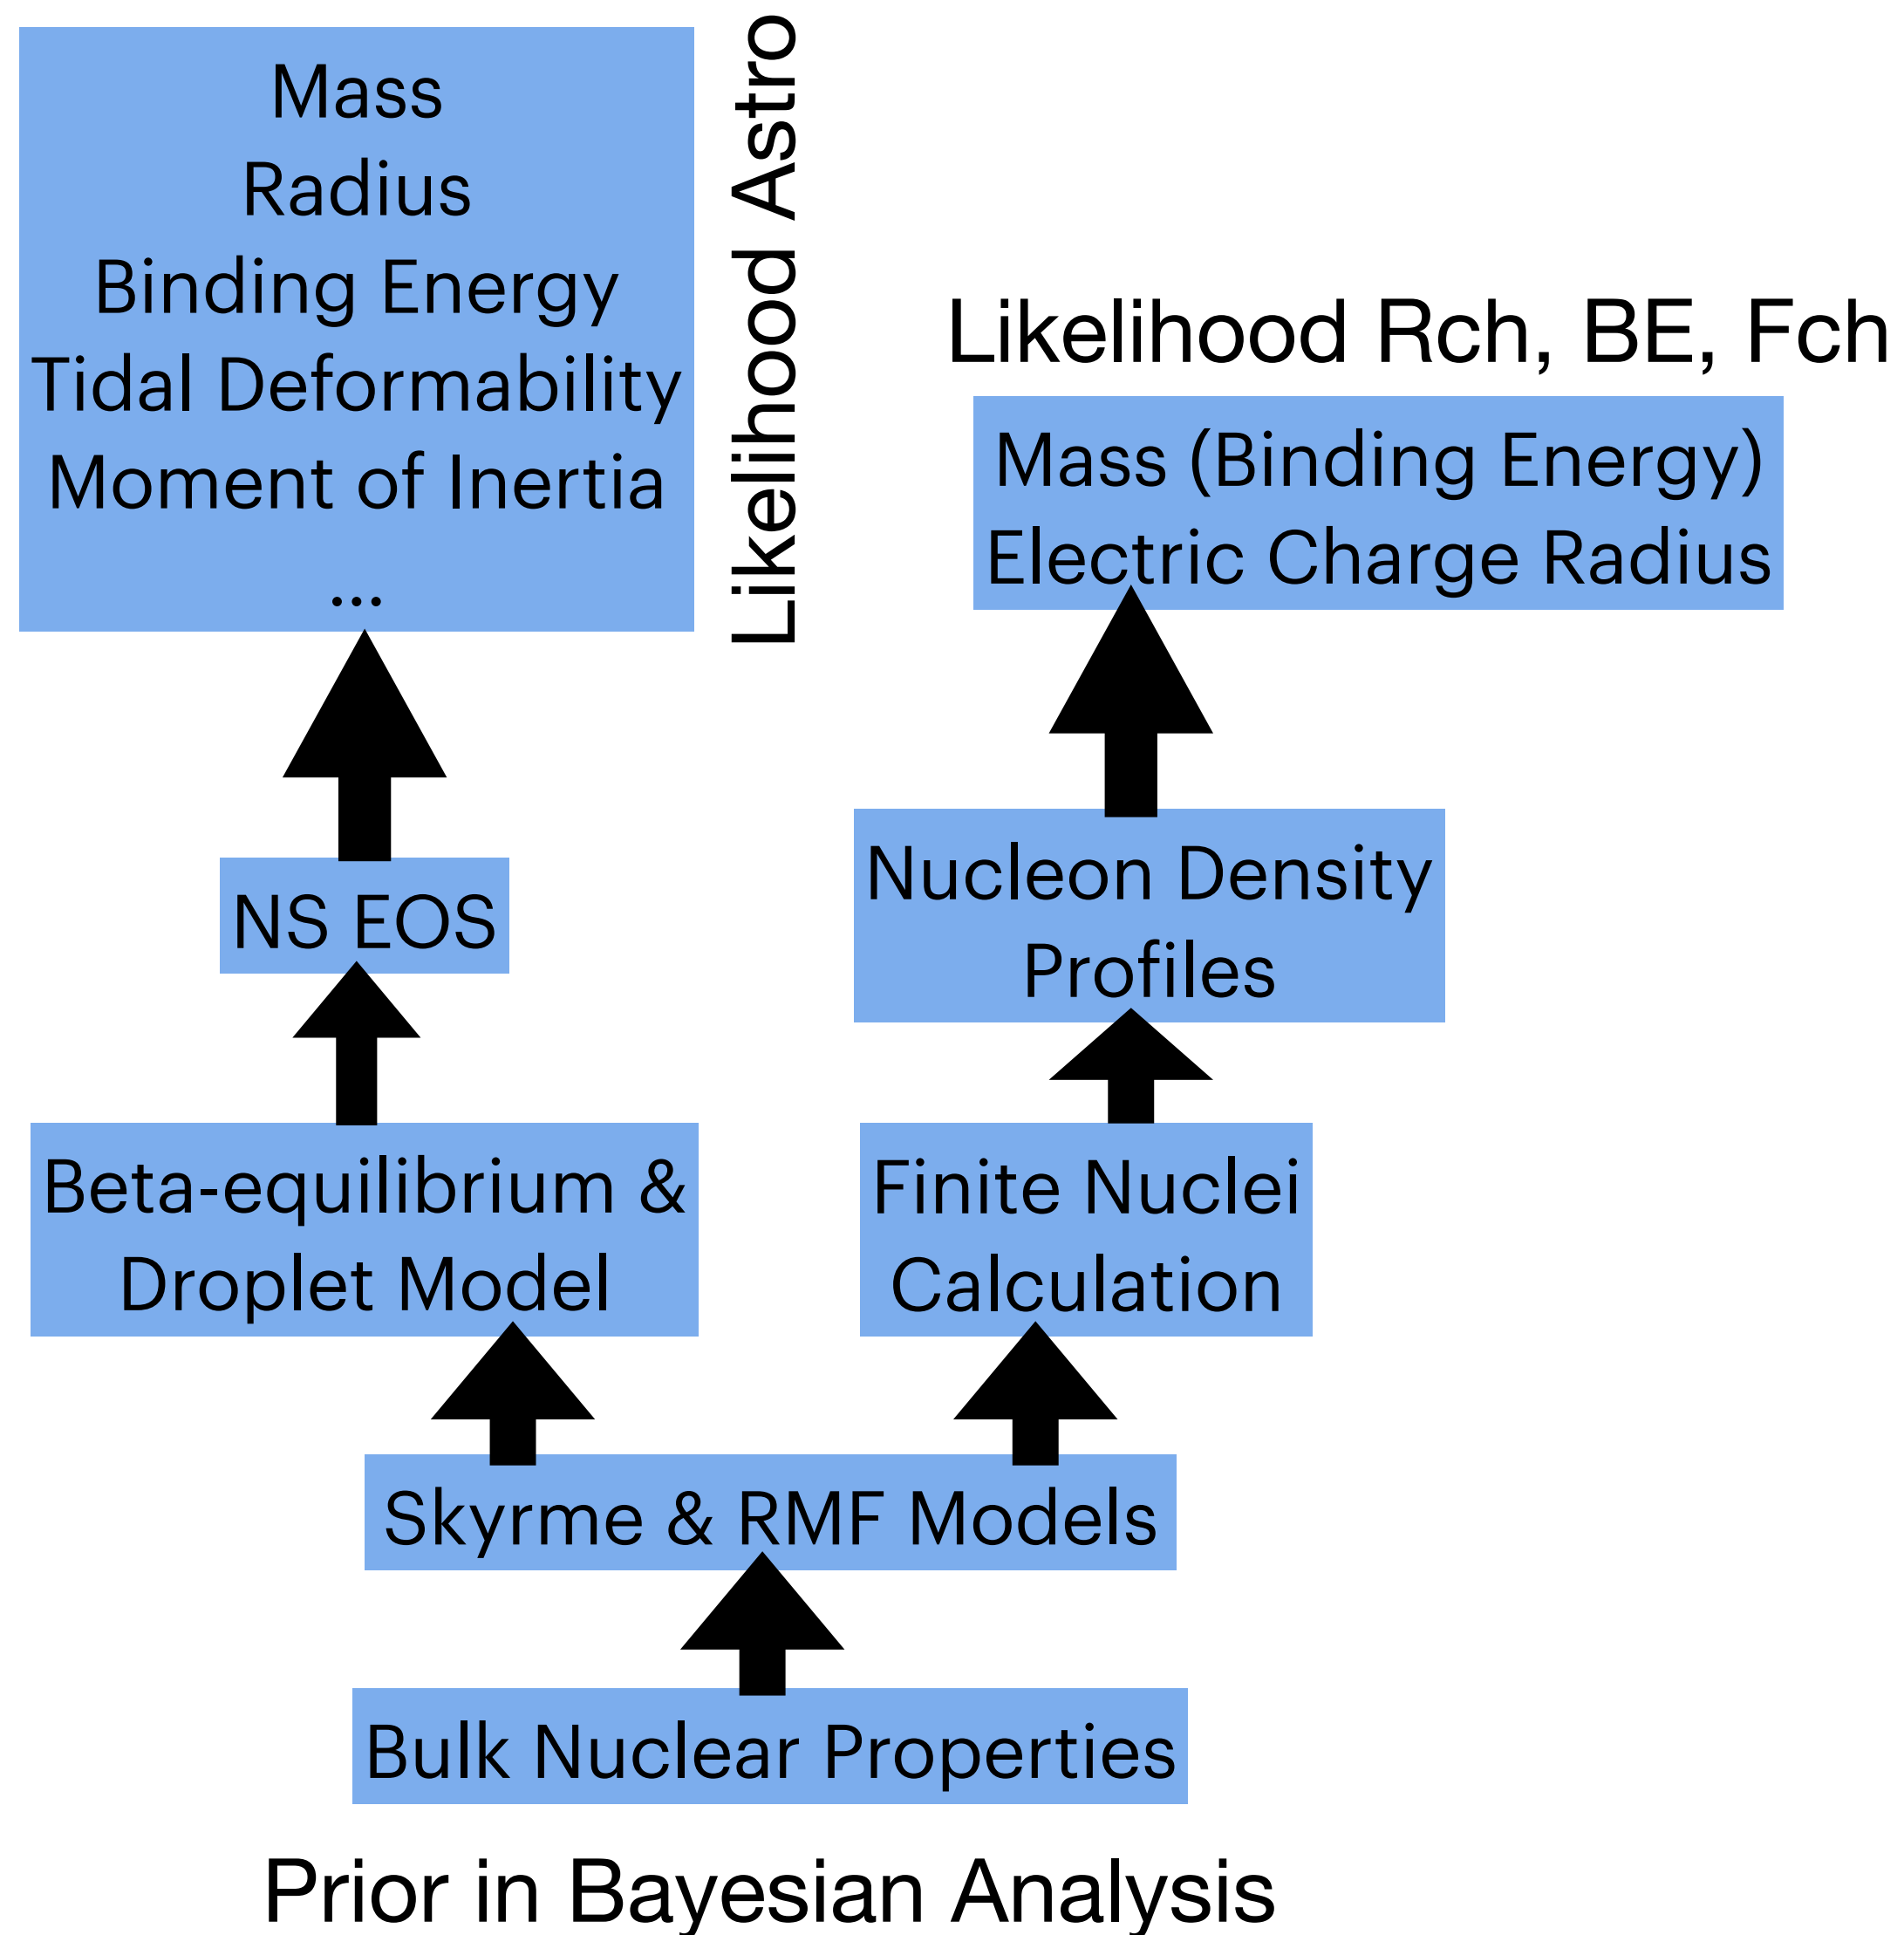 Mass
Radius
Binding Energy
Tidal Deformability
Moment of Inertia
...
Likelihood Astro
Likelihood Rch, BE, Fch
Mass (Binding Energy)
Electric Charge Radius
NS EOS
Nucleon Density
Profiles
Beta-equilibrium &
Droplet Model
Finite Nuclei
Calculation
Skyrme & RMF Models
Bulk Nuclear Properties
Prior in Bayesian Analysis